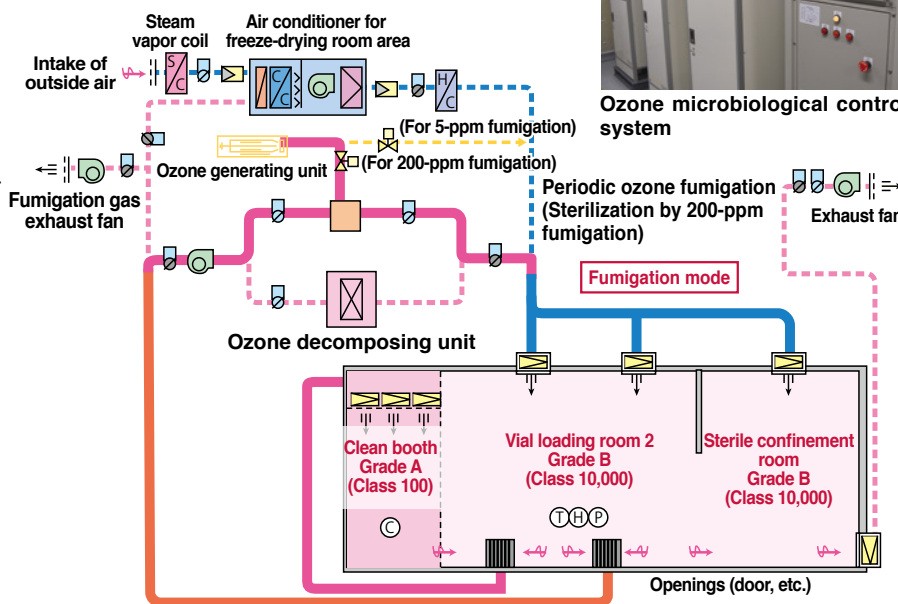 Steam
vapor coil
Air conditioner for
freeze-drying room area
Intake of
outside air
S/C
C/C
H/C
Ozone microbiological control
system
(For 5-ppm fumigation)
(For 200-ppm fumigation)
Ozone generating unit
Fumigation gas
exhaust fan
Periodic ozone fumigation
(Sterilization by 200-ppm
fumigation)
Exhaust fan
Fumigation mode
Ozone decomposing unit
Clean booth
Grade A
(Class 100)
Vial loading room 2
Grade B
(Class 10,000)
Sterile confinement
room
Grade B
(Class 10,000)
C
T H P
Openings (door, etc.)